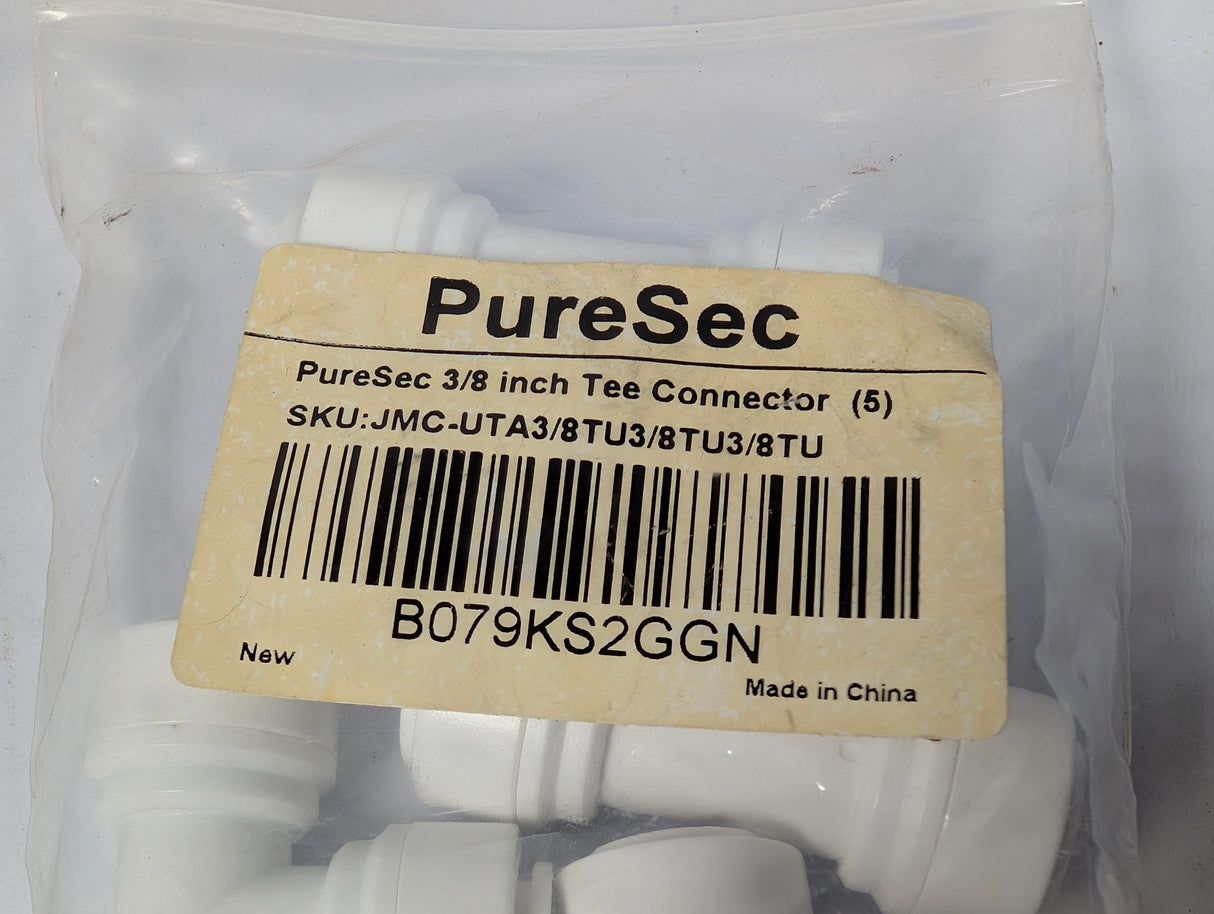 PureSec
PureSec 3/8 inch Tee Connector (5)
SKU:JMC-UTA3/8TU3/8TU3/8TU
B079KS2GGN
New
Made in China